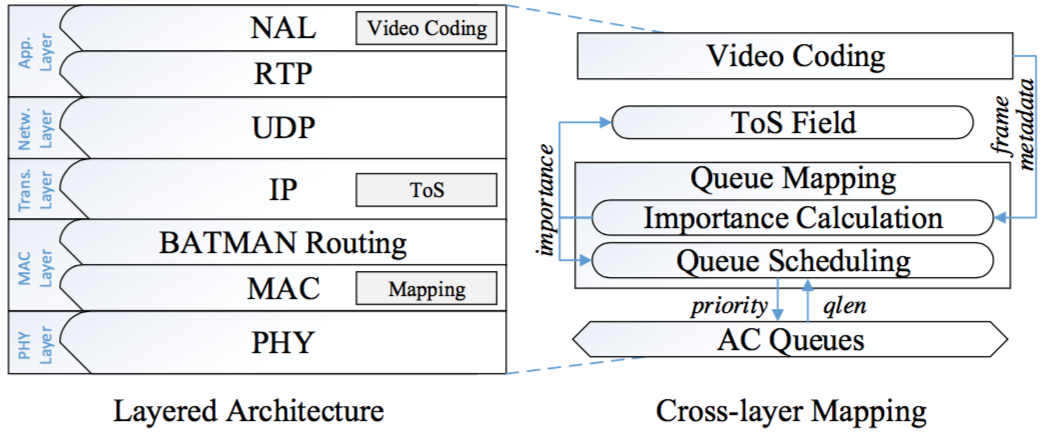 App.
Layer
NAL
Video Coding
RTP
Netw.
Layer
UDP
Trans.
Layer
IP
ToS
MAC
Layer
BATMAN Routing
MAC
Mapping
PHY
Layer
PHY
Layered Architecture
Video Coding
ToS Field
frame
metadata
importance
Queue Mapping
Importance Calculation
Queue Scheduling
priority
qlen
AC Queues
Cross-layer Mapping